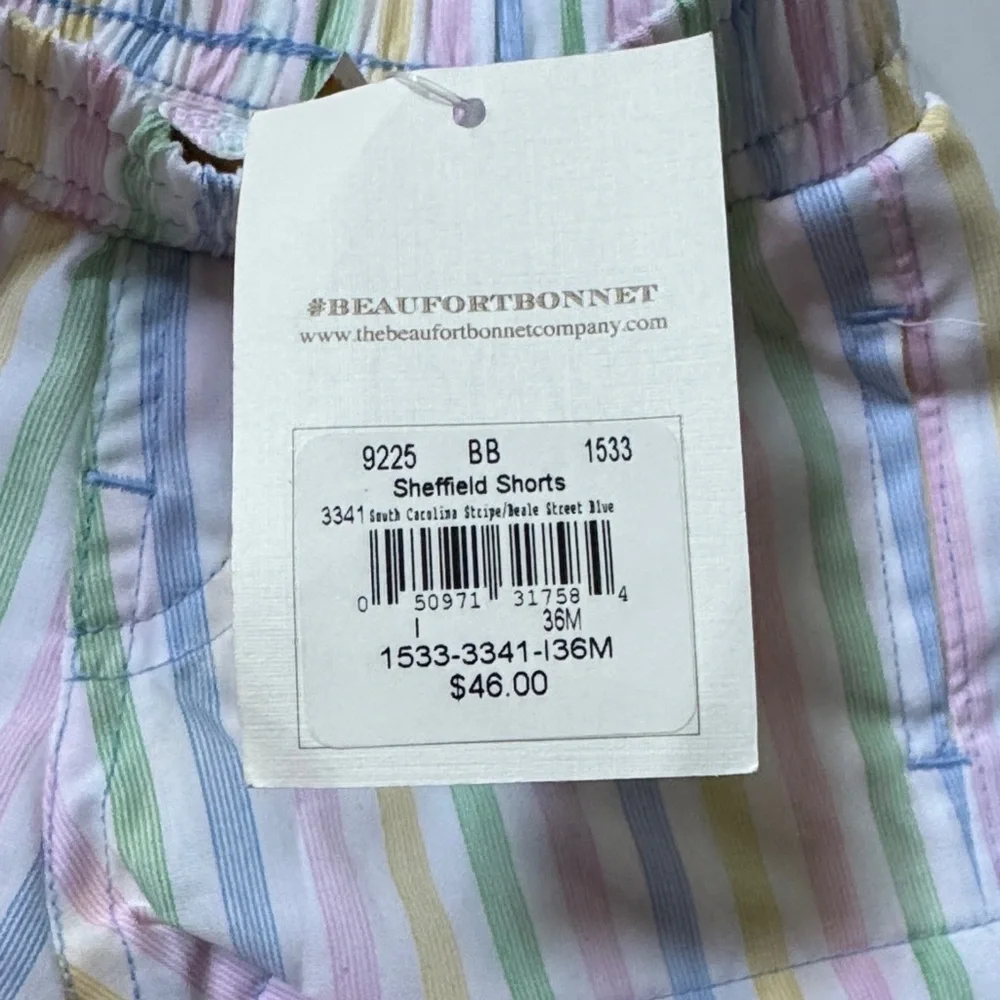 #BEAUFORTBONNET
www.thebeaufortbonnetcompany.com
9225 BB 1533
Sheffield Shorts
3341 South Carolina Stripe/Beale Street Blue
0 50971 31758 4
I 36M
1533-3341-I36M
$46.00